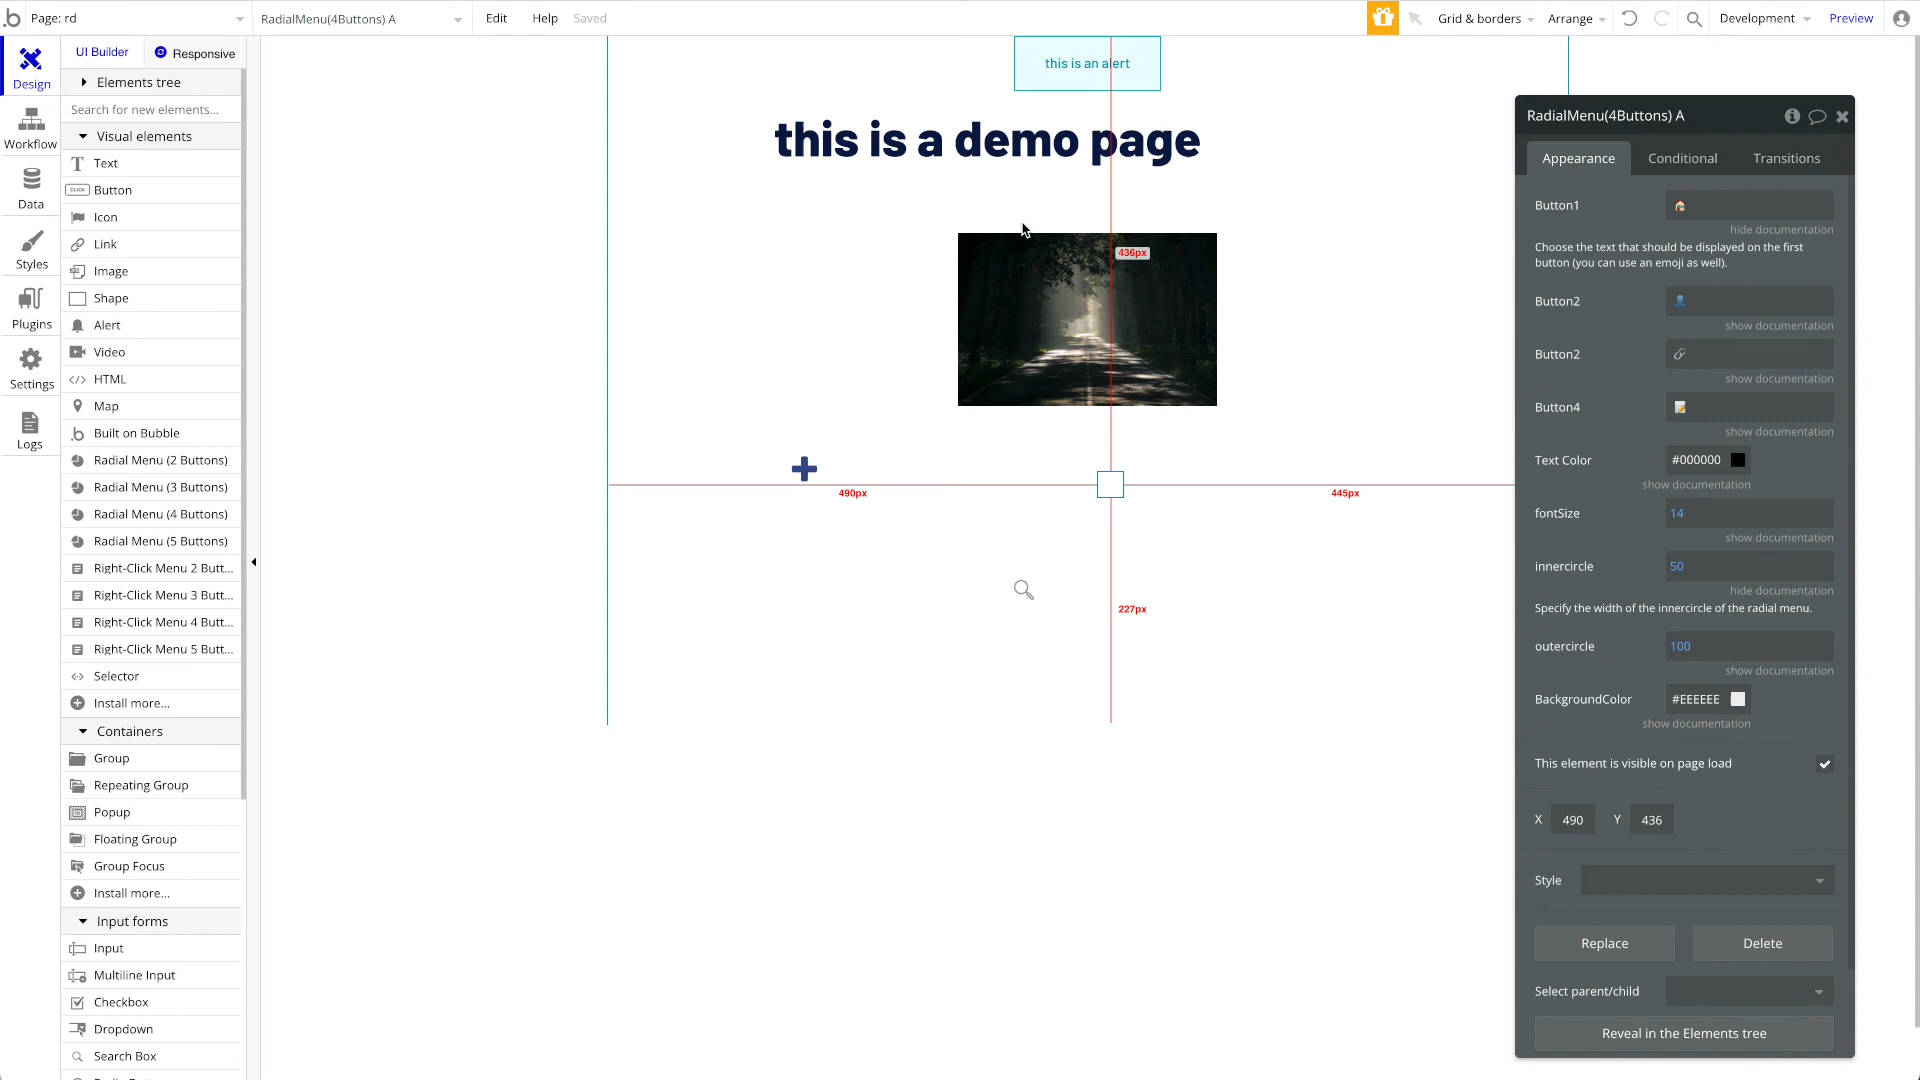 Page: rd
RadialMenu(4Buttons) A
Edit
Help
Saved
Grid & borders
Arrange
Development
Preview
Design
Workflow
Data
Styles
Plugins
Settings
Logs
UI Builder
Responsive
Elements tree
Search for new elements...
Visual elements
Text
CLICK
Button
Icon
Link
Image
Shape
Alert
Video
HTML
Map
Built on Bubble
Radial Menu (2 Buttons)
Radial Menu (3 Buttons)
Radial Menu (4 Buttons)
Radial Menu (5 Buttons)
Right-Click Menu 2 Butt...
Right-Click Menu 3 Butt...
Right-Click Menu 4 Butt...
Right-Click Menu 5 Butt...
Selector
Install more...
Containers
Group
Repeating Group
Popup
Floating Group
Group Focus
Install more...
Input forms
Input
Multiline Input
Checkbox
Dropdown
Search Box
this is an alert
this is a demo page
436px
490px
445px
227px
RadialMenu(4Buttons) A
Appearance
Conditional
Transitions
Button1
hide documentation
Choose the text that should be displayed on the first
button (you can use an emoji as well).
Button2
show documentation
Button2
show documentation
Button4
show documentation
Text Color
#000000
show documentation
fontSize
14
show documentation
innercircle
50
hide documentation
Specify the width of the innercircle of the radial menu.
outercircle
100
show documentation
BackgroundColor
#EEEEEE
show documentation
This element is visible on page load
X 490 Y 436
Style
Replace
Delete
Select parent/child
Reveal in the Elements tree